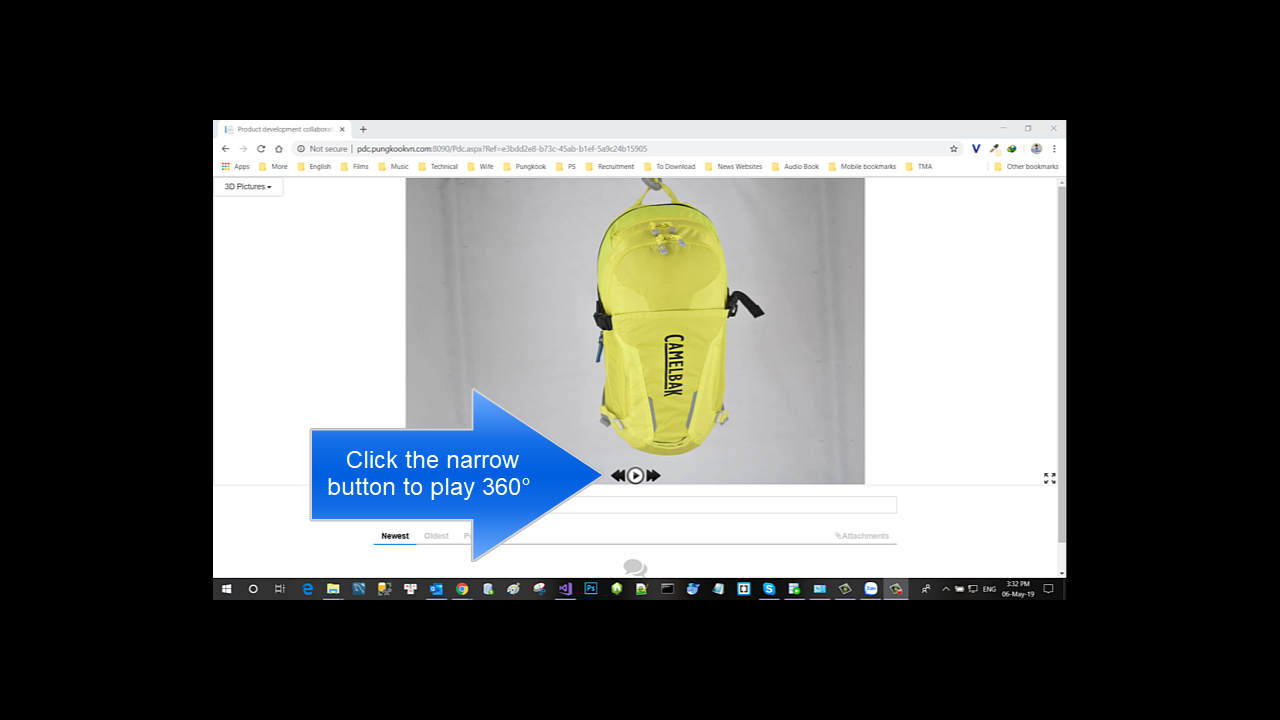 Product development collaborat
Not secure | pdc.pungkookvn.com:8090/Pdc.aspx?Ref=e3bdd2e8-b73c-45ab-b1ef-5a9c24b15905
Apps More English Films Music Technical Wife Pungkook PS Recruitment To Download News Websites Audio Book Mobile bookmarks TMA Other bookmarks
3D Pictures
CAMELBAK
Click the narrow
button to play 360°
Newest Oldest
Attachments
ENG
3:32 PM
06-May-19